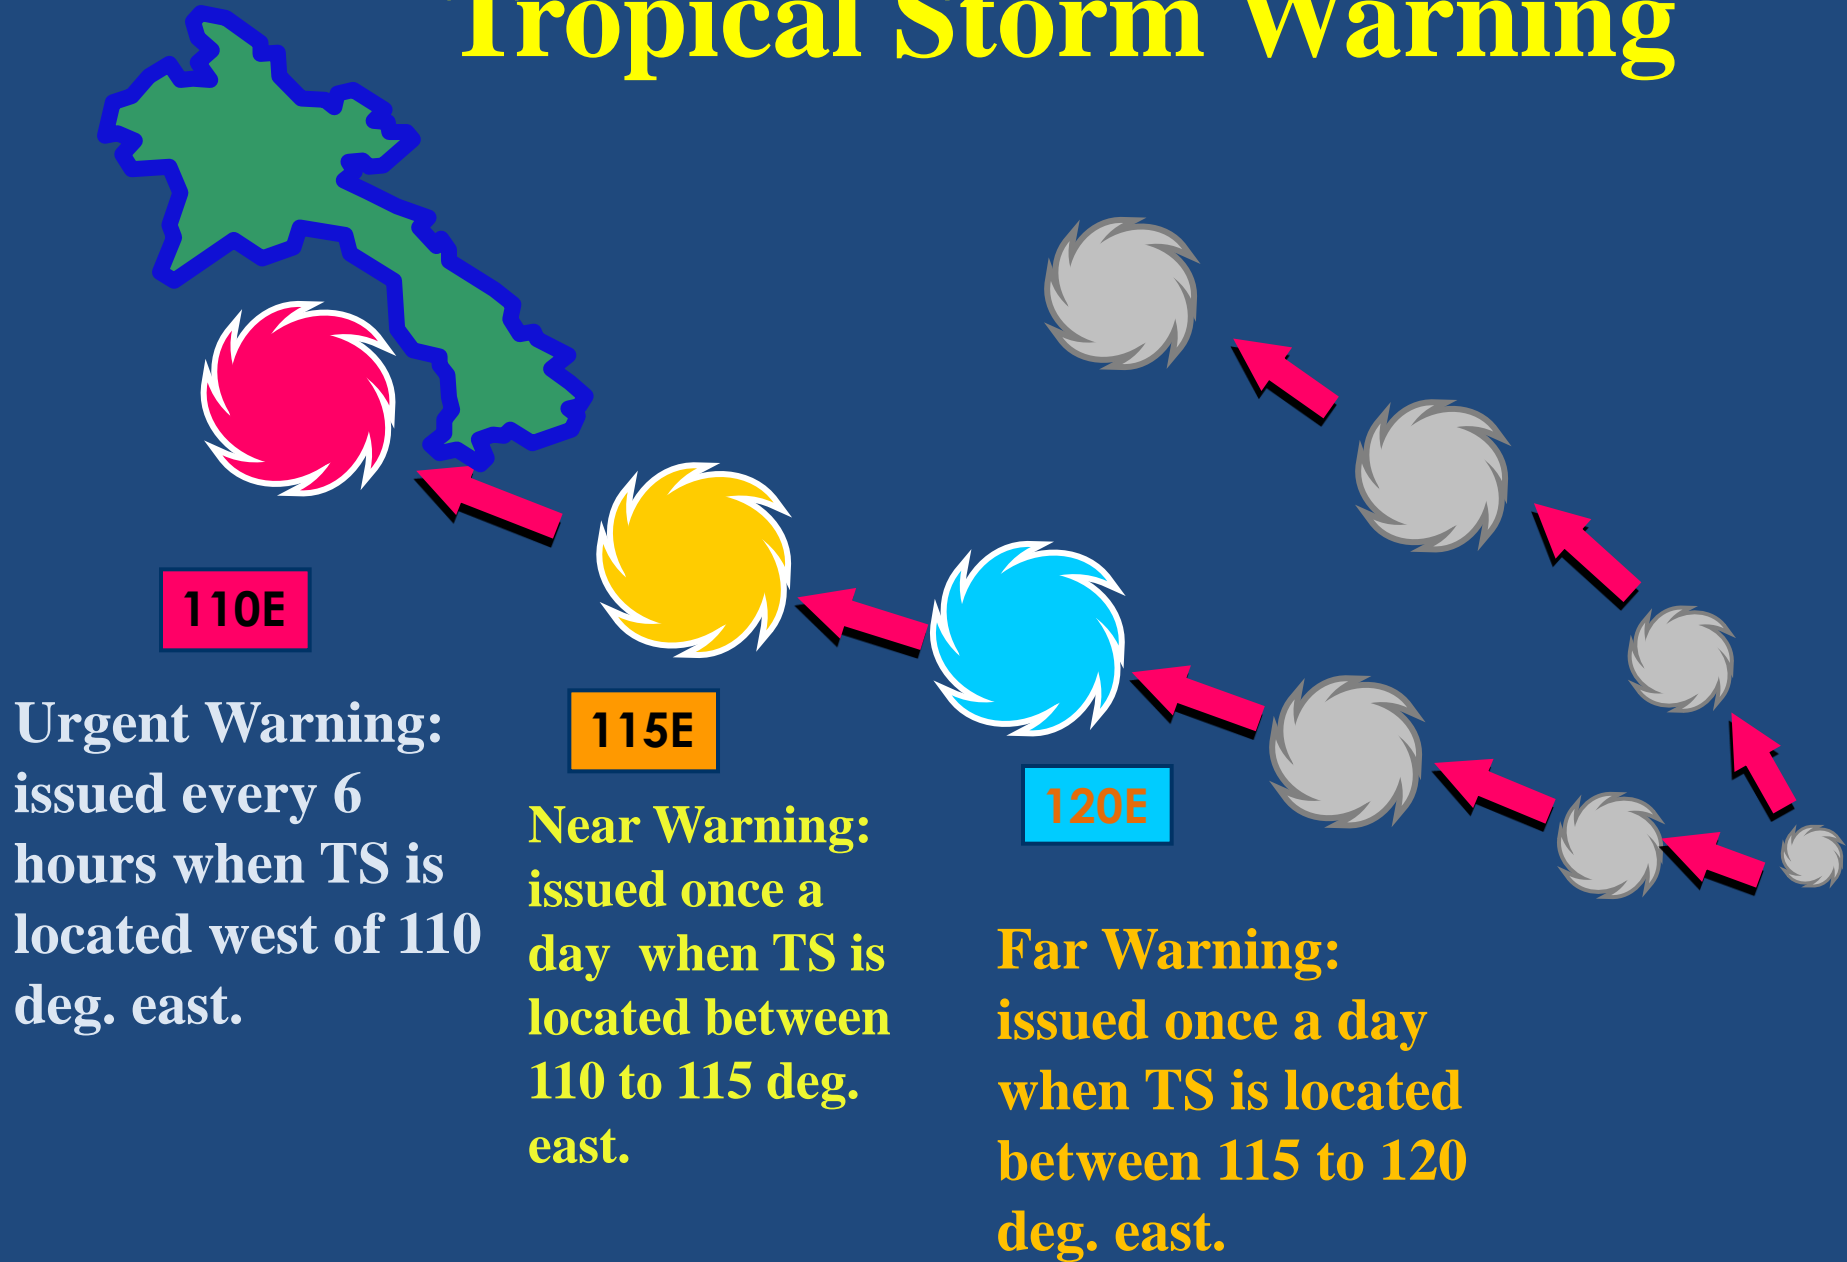 Tropical Storm Warning
110E
Urgent Warning:
issued every 6
hours when TS is
located west of 110
deg. east.
115E
Near Warning:
issued once a
day  when TS is
located between
110 to 115 deg.
east.
120E
Far Warning:
issued once a day
when TS is located
between 115 to 120
deg. east.